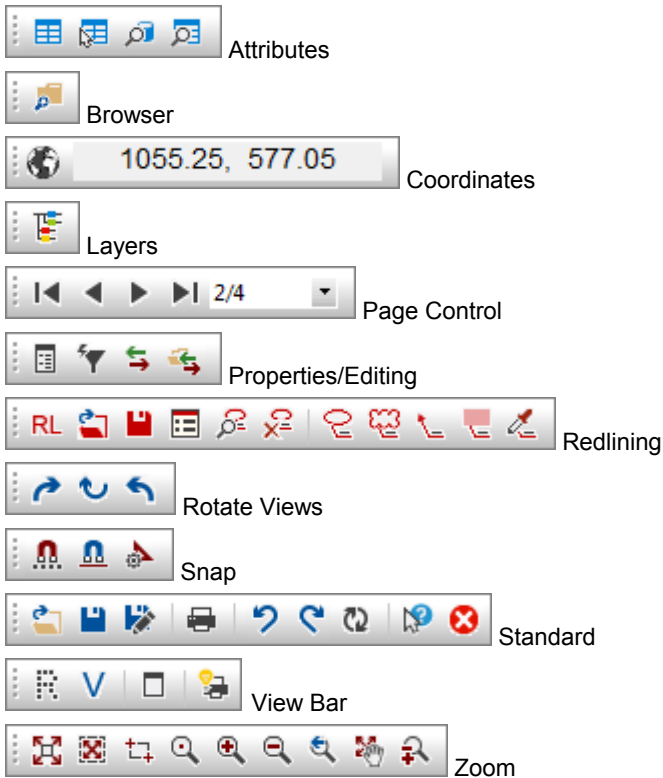 Attributes
Browser
1055.25, 577.05 Coordinates
Layers
2/4 Page Control
Properties/Editing
RL Redlining
Rotate Views
Snap
Standard
R V View Bar
Zoom